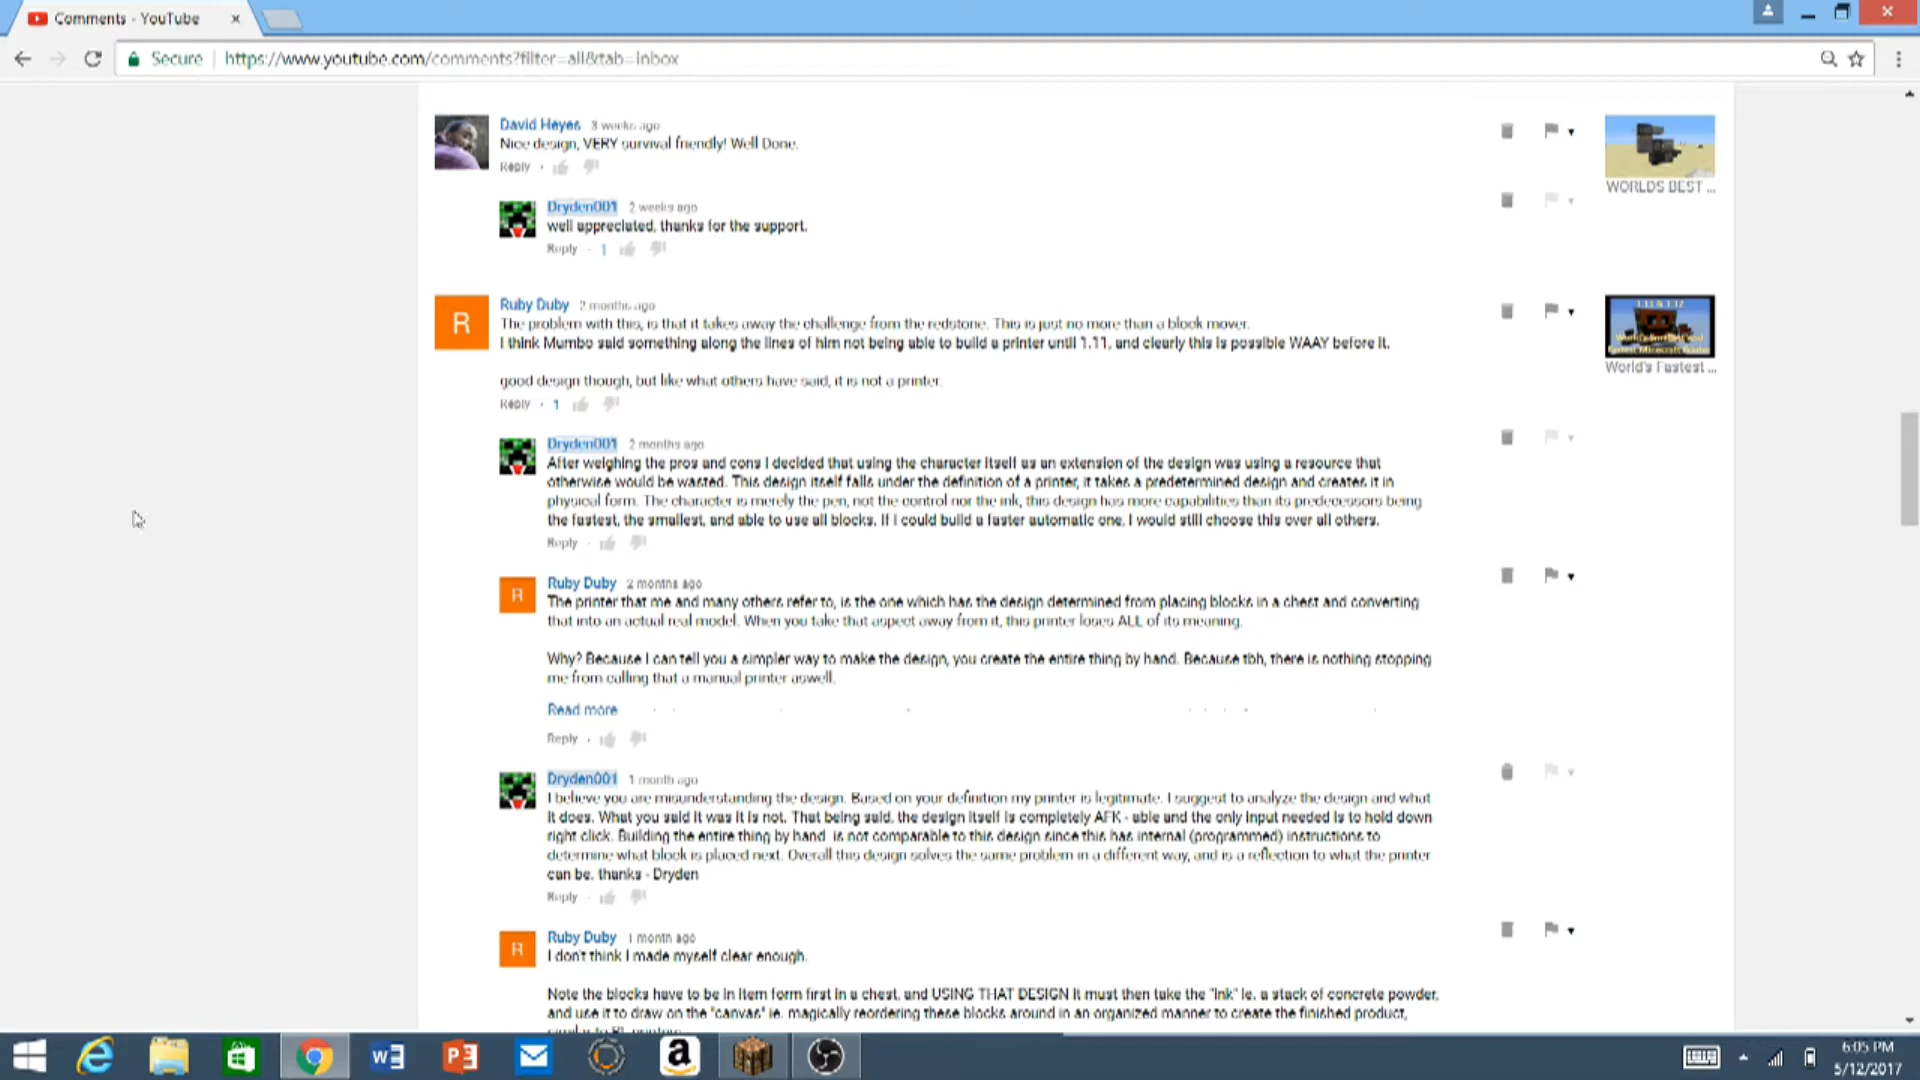 Comments - YouTube
Secure https://www.youtube.com/comments?filter=all&tab=inbox
David Heyes 3 weeks ago
Nice design, VERY survival friendly! Well Done.
Reply
WORLDS BEST ...
Dryden001 2 weeks ago
well appreciated, thanks for the support.
Reply 1
Ruby Duby 2 months ago
The problem with this, is that it takes away the challenge from the redstone. This is just no more than a block mover.
I think Mumbo said something along the lines of him not being able to build a printer until 1.11, and clearly this is possible WAAY before it.
good design though, but like what others have said, it is not a printer.
Reply 1
1.11 & 1.12
World's Fastest ...
Dryden001 2 months ago
After weighing the pros and cons I decided that using the character itself as an extension of the design was using a resource that
otherwise would be wasted. This design itself falls under the definition of a printer, it takes a predetermined design and creates it in
physical form. The character is merely the pen, not the control nor the ink, this design has more capabilities than its predecessors being
the fastest, the smallest, and able to use all blocks. If I could build a faster automatic one, I would still choose this over all others.
Reply
R
Ruby Duby 2 months ago
The printer that me and many others refer to, is the one which has the design determined from placing blocks in a chest and converting
that into an actual real model. When you take that aspect away from it, this printer loses ALL of its meaning.
Why? Because I can tell you a simpler way to make the design, you create the entire thing by hand. Because tbh, there is nothing stopping
me from calling that a manual printer aswell.
Read more
Reply
Dryden001 1 month ago
I believe you are misunderstanding the design. Based on your definition my printer is legitimate. I suggest to analyze the design and what
it does. What you said it was it is not. That being said, the design itself is completely AFK - able and the only input needed is to hold down
right click. Building the entire thing by hand is not comparable to this design since this has internal (programmed) instructions to
determine what block is placed next. Overall this design solves the same problem in a different way, and is a reflection to what the printer
can be. thanks - Dryden
Reply
R
Ruby Duby 1 month ago
I don't think I made myself clear enough.
Note the blocks have to be in item form first in a chest, and USING THAT DESIGN it must then take the "ink" ie. a stack of concrete powder,
and use it to draw on the "canvas" ie. magically reordering these blocks around in an organized manner to create the finished product,
6:05 PM
5/12/2017